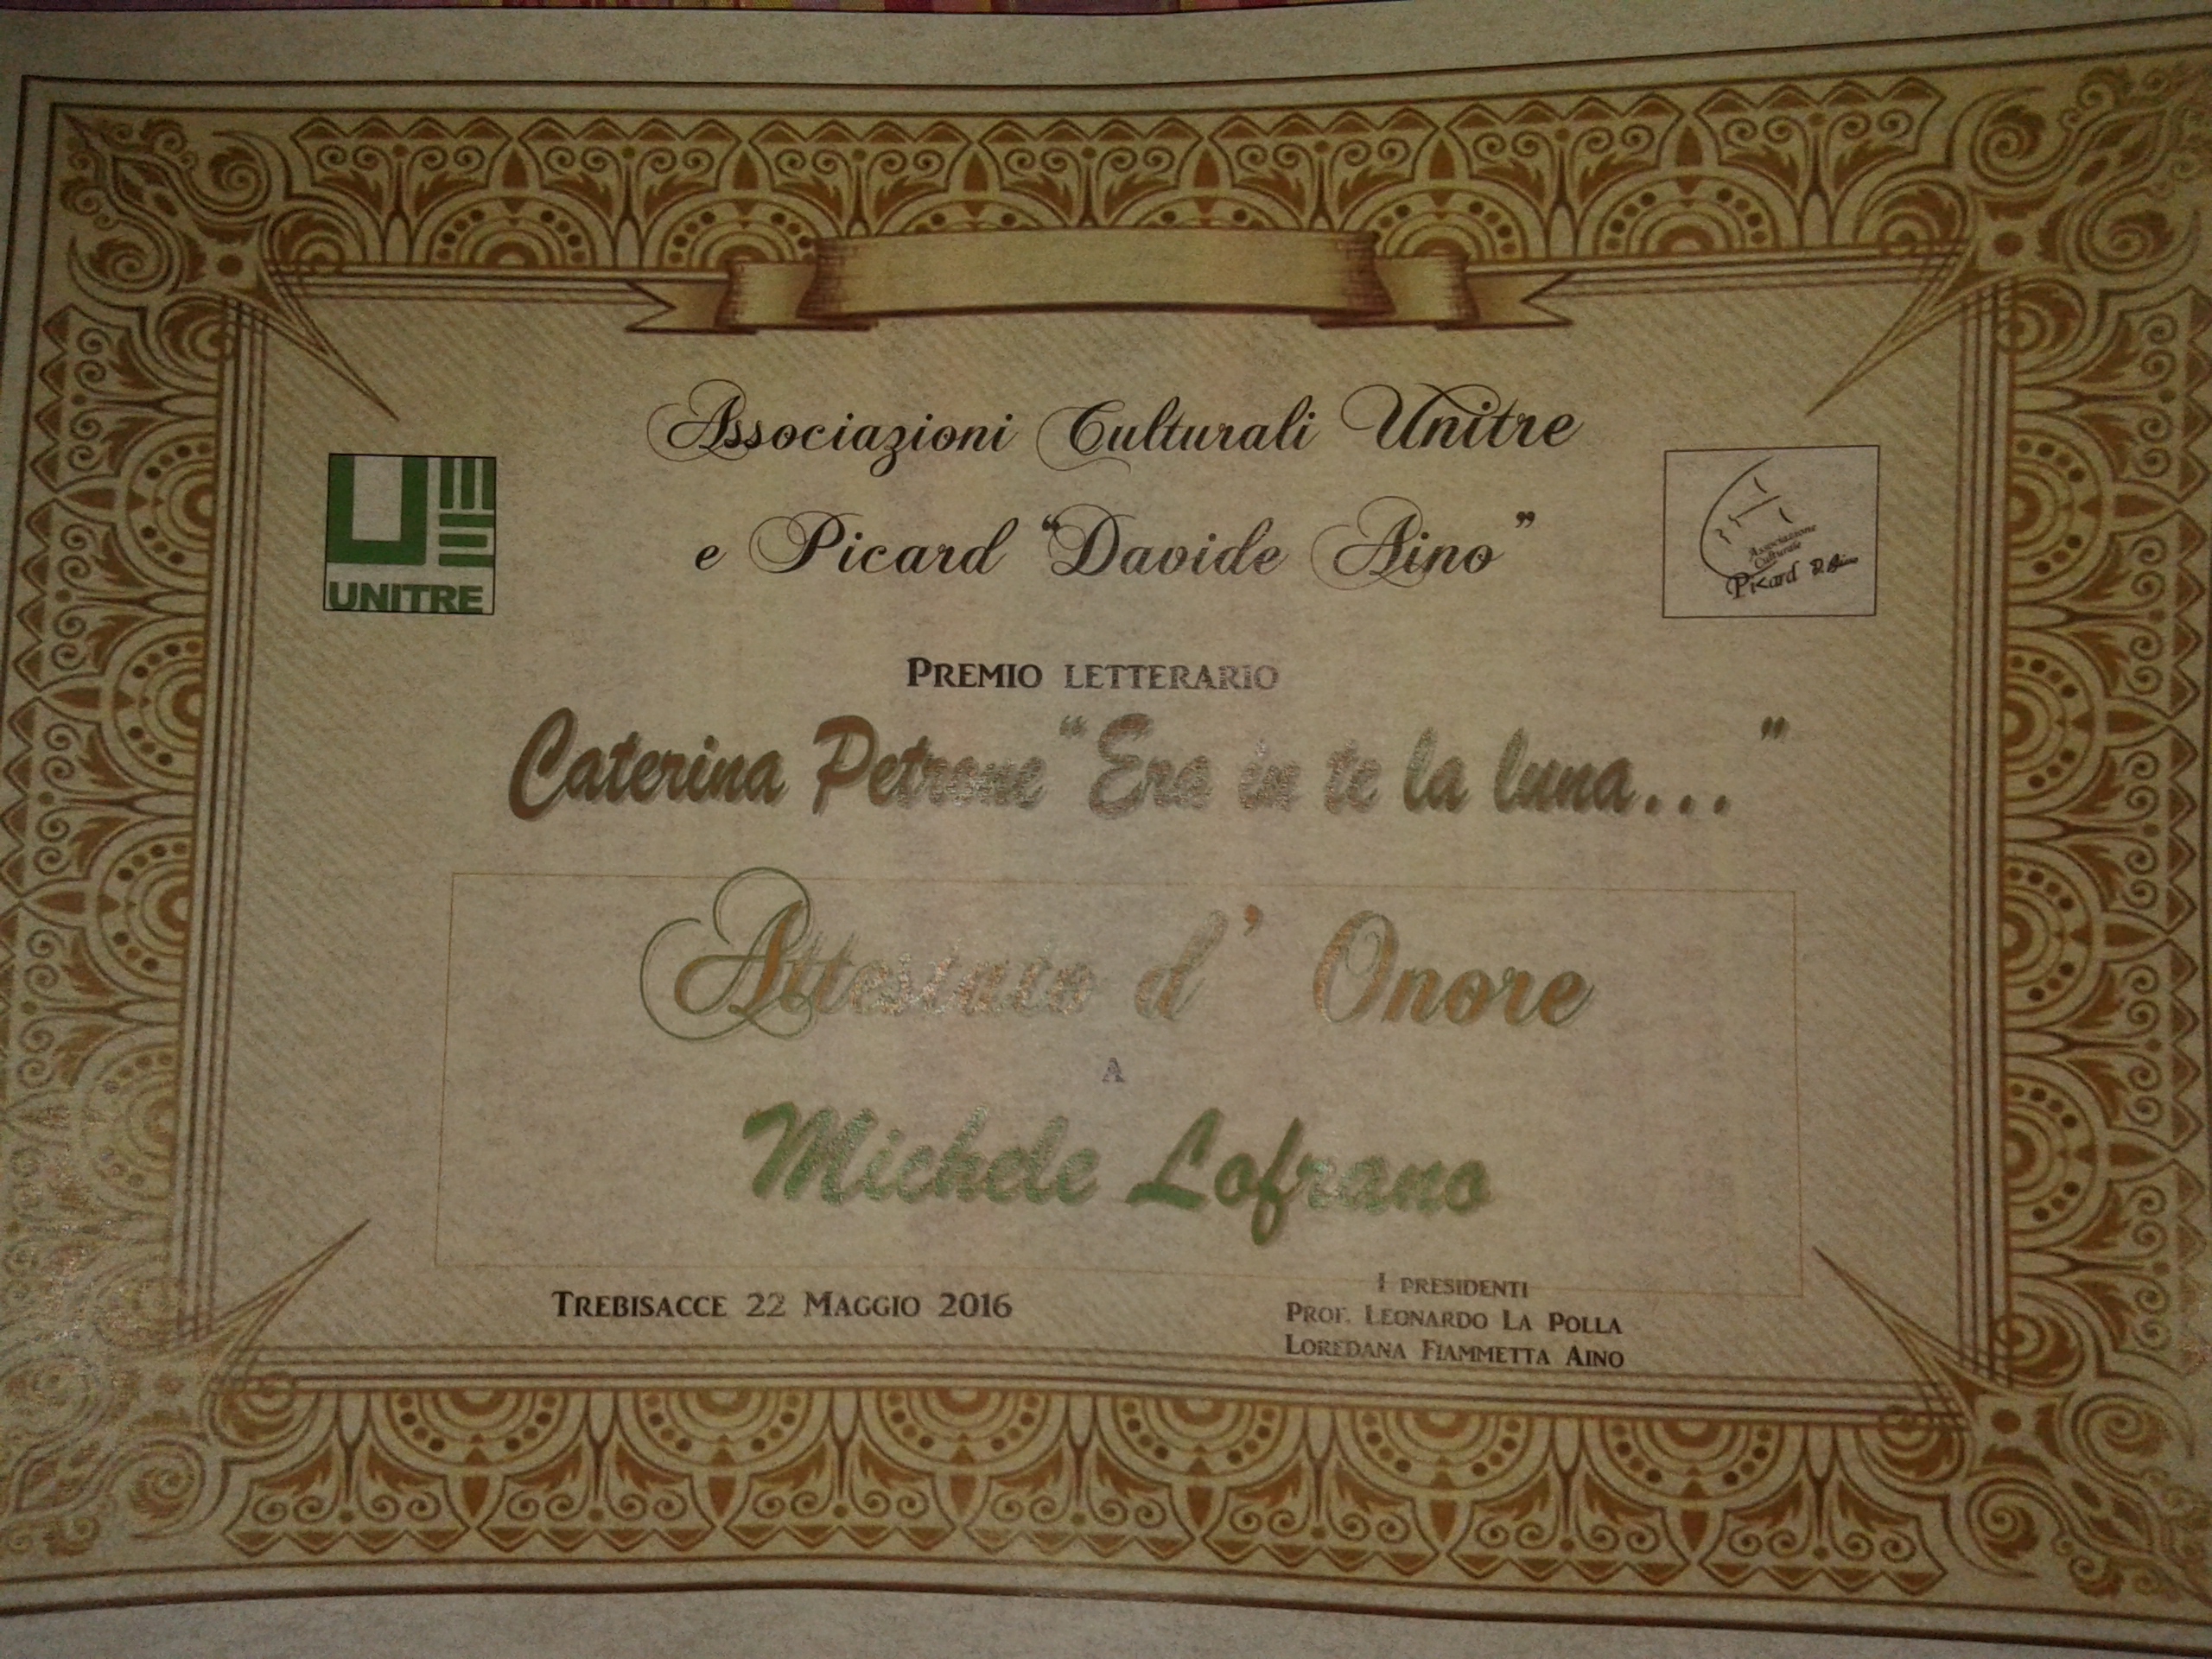 Associazioni Culturali Unitre
e Picard “Davide Aino”
UNITRE
Associazione
Culturale
Picard D. Aino
PREMIO LETTERARIO
Caterina Petrone “Era in te la luna...”
Attestato d’ Onore
A
Michele Lofrano
TREBISACCE 22 MAGGIO 2016
I PRESIDENTI
PROF. LEONARDO LA POLLA
LOREDANA FIAMMETTA AINO